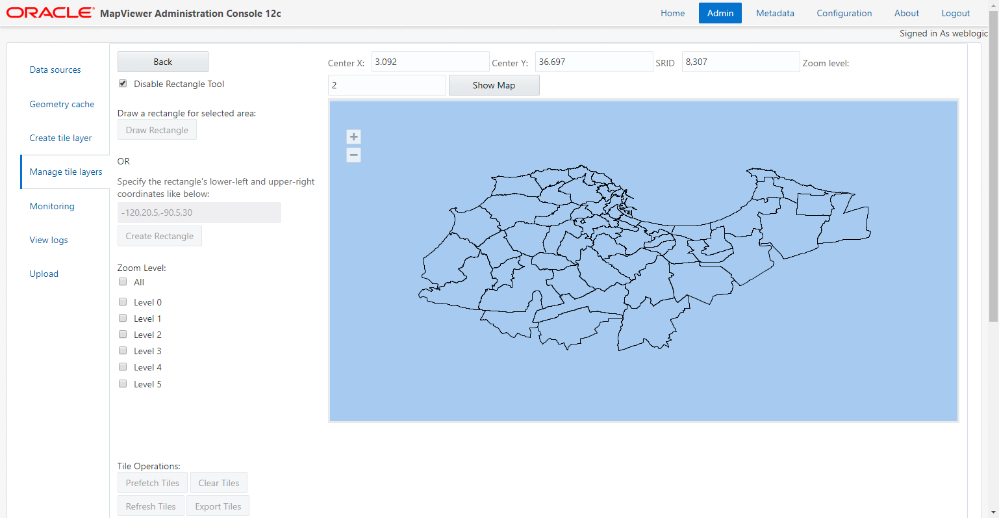 ORACLE MapViewer Administration Console 12c
Home Admin Metadata Configuration About Logout
Signed in As weblogic
Data sources
Geometry cache
Create tile layer
Manage tile layers
Monitoring
View logs
Upload
Back
Disable Rectangle Tool
Draw a rectangle for selected area:
Draw Rectangle
OR
Specify the rectangle's lower-left and upper-right
coordinates like below:
-120,20.5,-90.5,30
Create Rectangle
Zoom Level:
All
Level 0
Level 1
Level 2
Level 3
Level 4
Level 5
Tile Operations:
Prefetch Tiles Clear Tiles
Refresh Tiles Export Tiles
Center X: 3.092 Center Y: 36.697 SRID 8,307 Zoom level:
2 Show Map
+
−